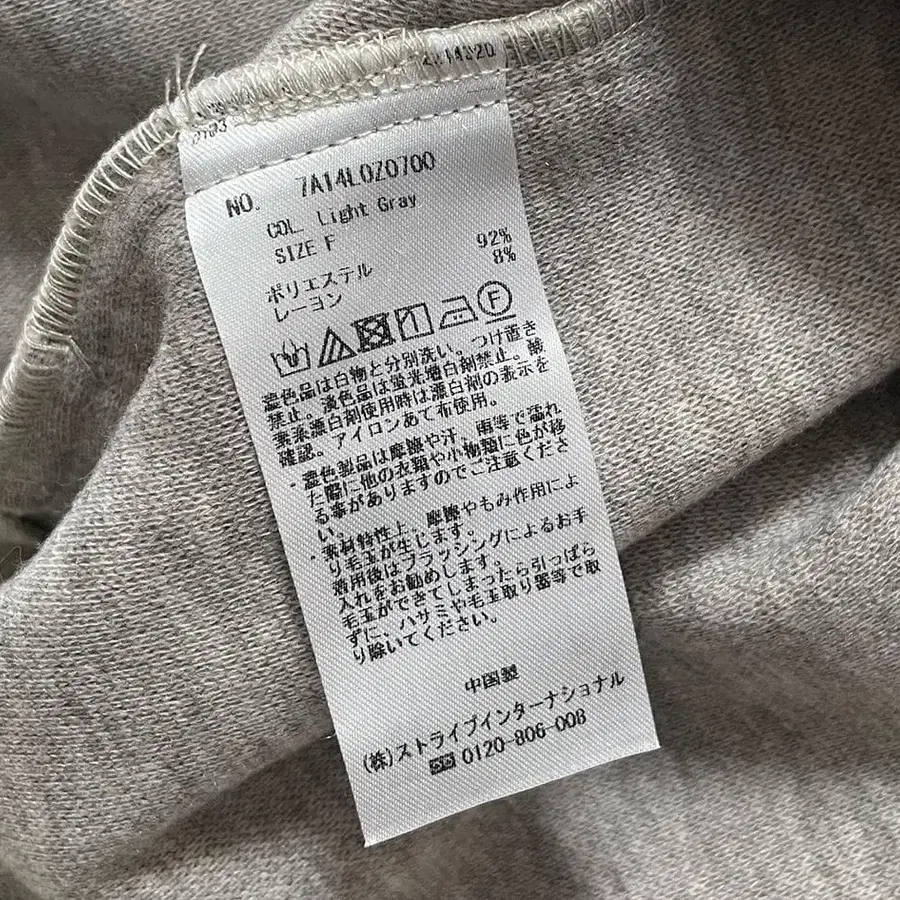 NO. 7A14L0Z0700
COL Light Gray
SIZE F
ポリエステル 92%
レーヨン 8%
F
濃色品は白物と分別洗い。つけ置き
禁止。淡色品は蛍光増白剤禁止。酸
素系漂白剤使用時は漂白剤の表示を
確認。アイロンあて布使用。
・濃色製品は摩擦や汗、雨等で濡れ
た際に他の衣類や小物類に色が移
る事がありますのでご注意くださ
い。
・素材特性上、摩擦やもみ作用によ
り毛玉が生じます。
着用後はブラッシングによるお手
入れをお勧めします。
毛玉ができてしまったら引っぱら
ずに、ハサミや毛玉取り器等で取
り除いてください。
中国製
(株)ストライプインターナショナル
0120-806-008